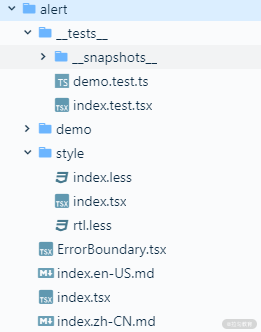 alert
__tests__
__snapshots__
TS demo.test.ts
TSX index.test.tsx
demo
style
index.less
TSX index.tsx
rtl.less
TSX ErrorBoundary.tsx
index.en-US.md
TSX index.tsx
index.zh-CN.md